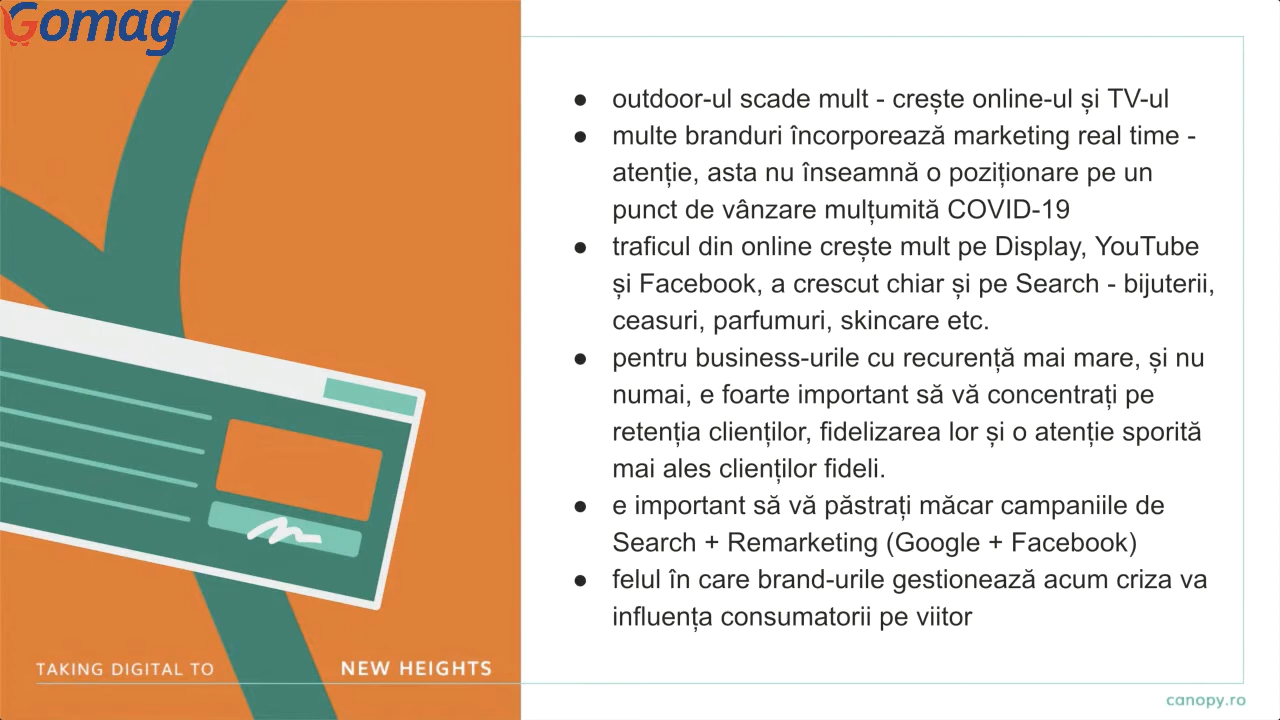 Gomag
● outdoor-ul scade mult - crește online-ul și TV-ul
● multe branduri încorporează marketing real time -
atenție, asta nu înseamnă o poziționare pe un
punct de vânzare mulțumită COVID-19
● traficul din online crește mult pe Display, YouTube
și Facebook, a crescut chiar și pe Search - bijuterii,
ceasuri, parfumuri, skincare etc.
● pentru business-urile cu recurență mai mare, și nu
numai, e foarte important să vă concentrați pe
retenția clienților, fidelizarea lor și o atenție sporită
mai ales clienților fideli.
● e important să vă păstrați măcar campaniile de
Search + Remarketing (Google + Facebook)
● felul în care brand-urile gestionează acum criza va
influența consumatorii pe viitor
TAKING DIGITAL TO NEW HEIGHTS
canopy.ro